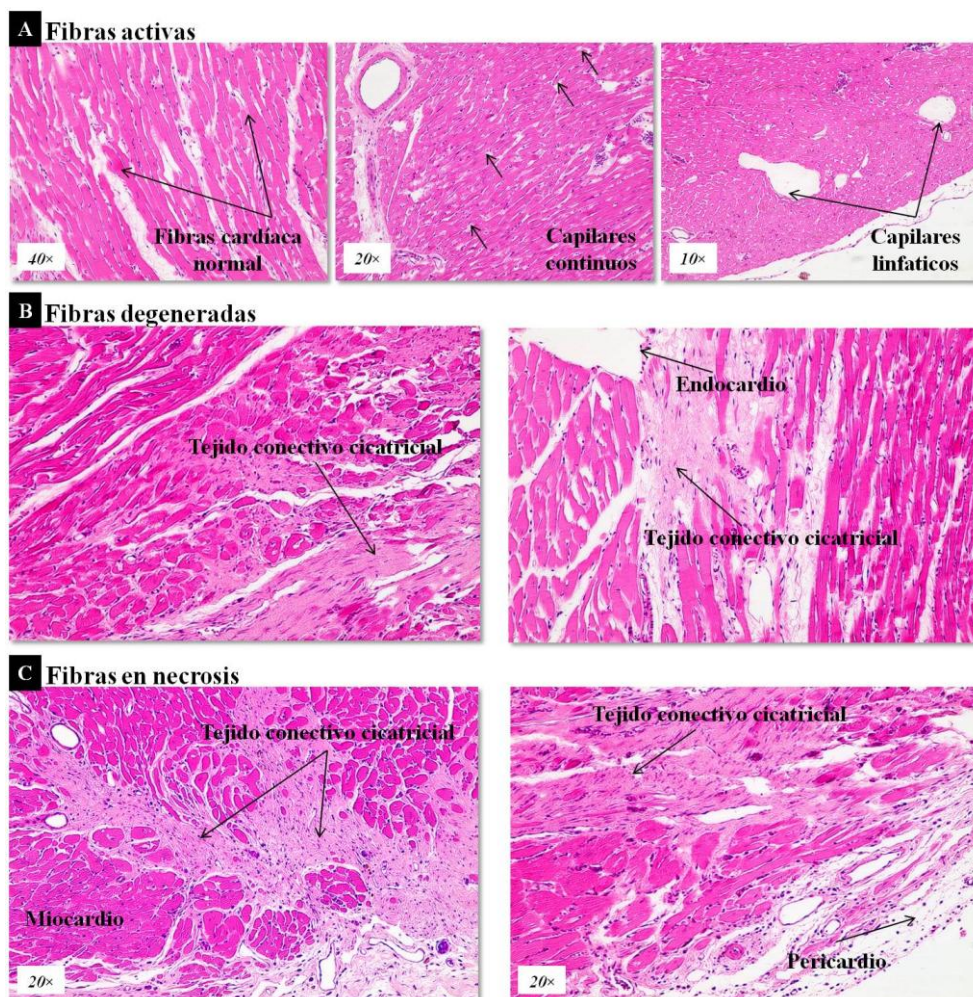 A Fibras activas
Fibras cardíaca
normal
40×
Capilares
continuos
20×
Capilares
linfaticos
10×
B Fibras degeneradas
Tejido conectivo cicatricial
Endocardio
Tejido conectivo cicatricial
C Fibras en necrosis
Tejido conectivo cicatricial
Miocardio
20×
Tejido conectivo cicatricial
Pericardio
20×